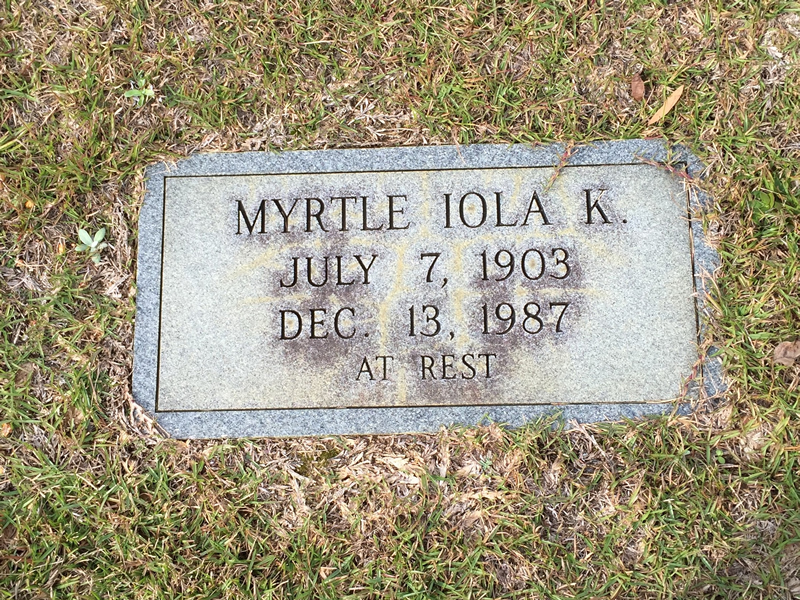 MYRTLE IOLA K.
JULY 7, 1903
DEC. 13, 1987
AT REST